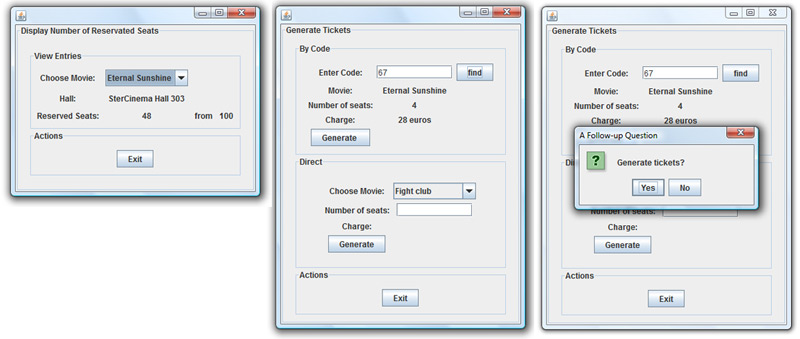 Display Number of Reservated Seats
View Entries
Choose Movie: Eternal Sunshine
Hall: SterCinema Hall 303
Reserved Seats: 48 from 100
Actions
Exit
Generate Tickets
By Code
Enter Code: 67 find
Movie: Eternal Sunshine
Number of seats: 4
Charge: 28 euros
Generate
Direct
Choose Movie: Fight club
Number of seats:
Charge:
Generate
Actions
Exit
Generate Tickets
By Code
Enter Code: 67 find
Movie: Eternal Sunshine
Number of seats: 4
Charge: 28 euros
A Follow-up Question
? Generate tickets?
Yes No
Number of seats:
Charge:
Generate
Actions
Exit